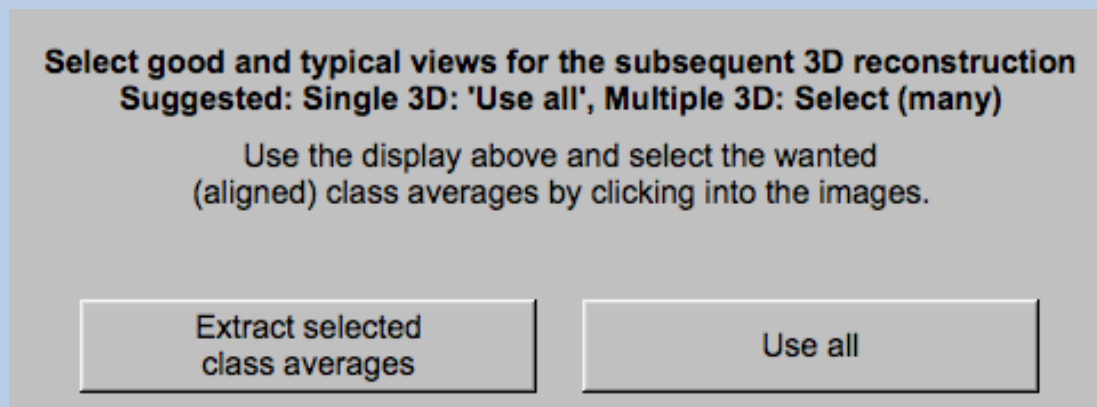 Select good and typical views for the subsequent 3D reconstruction
Suggested: Single 3D: 'Use all', Multiple 3D: Select (many)
Use the display above and select the wanted
(aligned) class averages by clicking into the images.
Extract selected
class averages
Use all